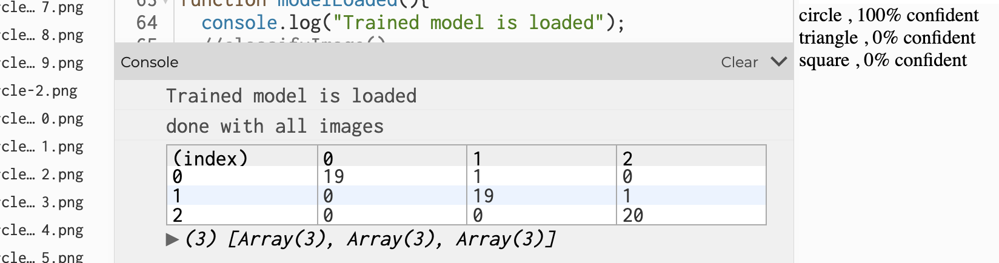 rcle… 7.png
rcle… 8.png
rcle… 9.png
rcle-2.png
rcle… 0.png
rcle… 1.png
rcle… 2.png
rcle… 3.png
rcle… 4.png
rcle… 5.png
63 function modelLoaded(){
64 console.log("Trained model is loaded");
65 //classifyImage()
Console Clear
Trained model is loaded
done with all images
(index) 0 1 2
0 19 1 0
1 0 19 1
2 0 0 20
▶ (3) [Array(3), Array(3), Array(3)]
circle , 100% confident
triangle , 0% confident
square , 0% confident